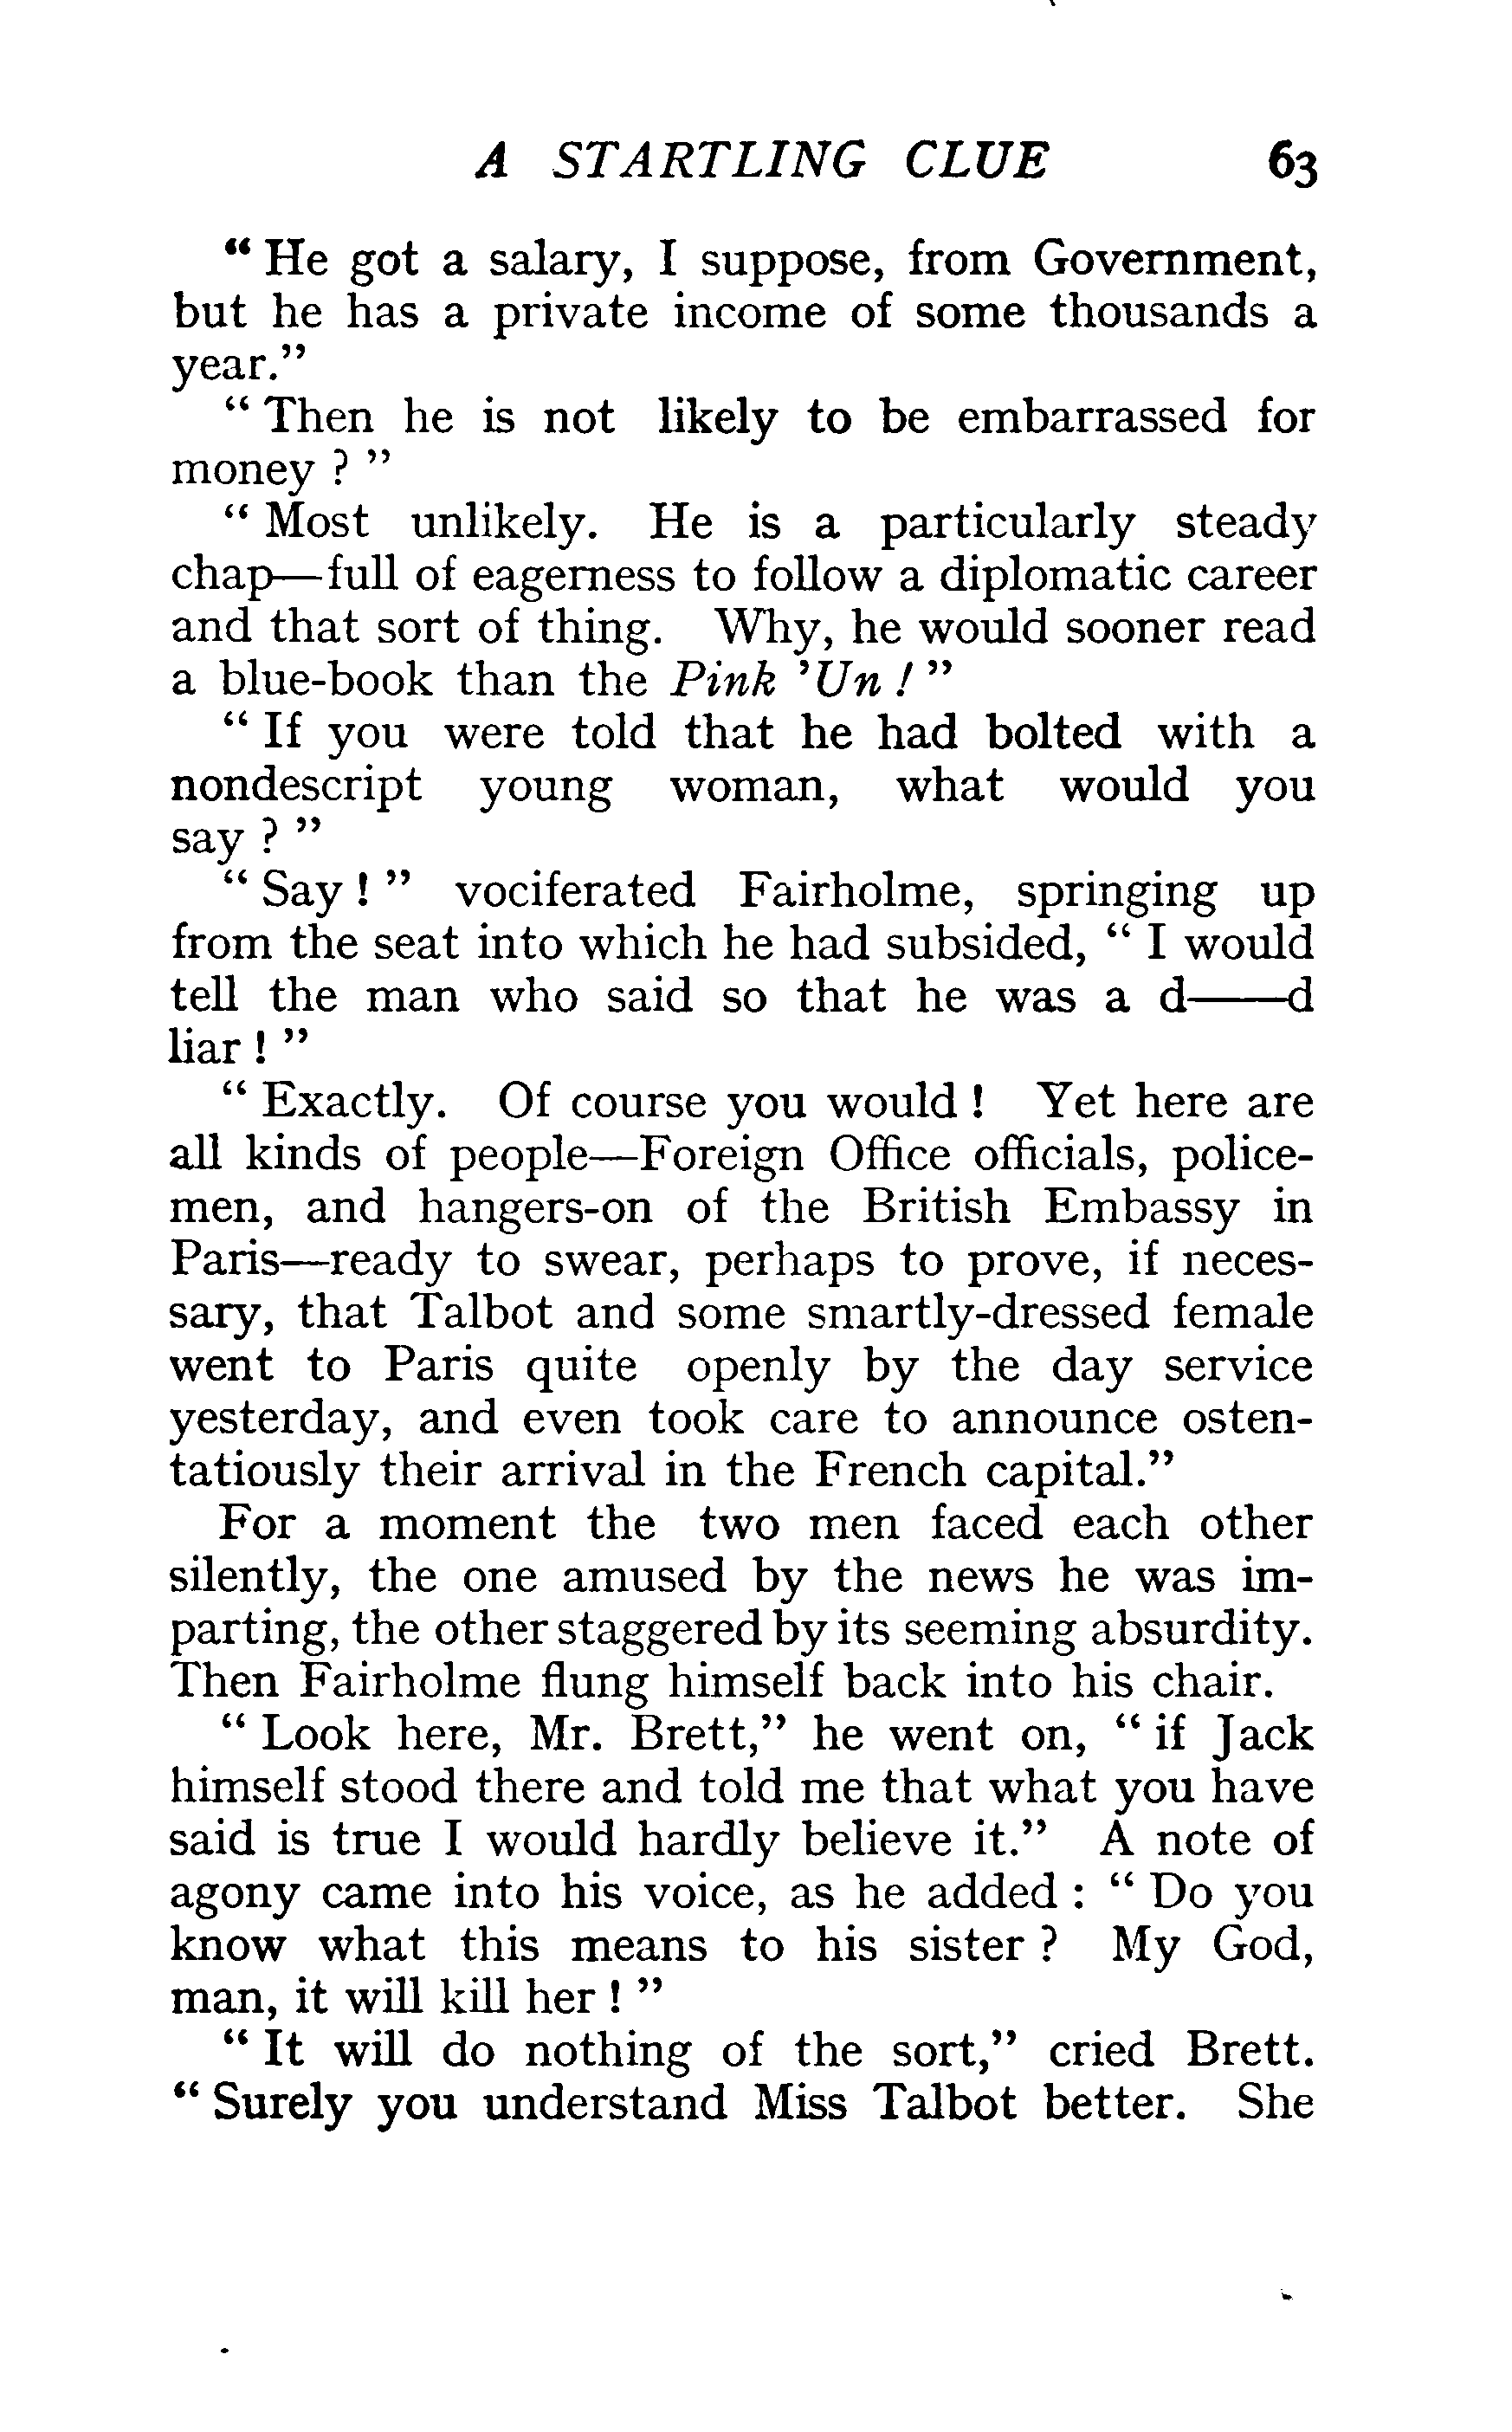 A STARTLING CLUE 63
“ He got a salary, I suppose, from Government,
but he has a private income of some thousands a
year.”
“ Then he is not likely to be embarrassed for
money ? ”
“ Most unlikely. He is a particularly steady
chap—full of eagerness to follow a diplomatic career
and that sort of thing. Why, he would sooner read
a blue-book than the Pink ’Un ! ”
“ If you were told that he had bolted with a
nondescript young woman, what would you
say ? ”
“ Say ! ” vociferated Fairholme, springing up
from the seat into which he had subsided, “ I would
tell the man who said so that he was a d——d
liar ! ”
“ Exactly. Of course you would ! Yet here are
all kinds of people—Foreign Office officials, police-
men, and hangers-on of the British Embassy in
Paris—ready to swear, perhaps to prove, if neces-
sary, that Talbot and some smartly-dressed female
went to Paris quite openly by the day service
yesterday, and even took care to announce osten-
tatiously their arrival in the French capital.”
For a moment the two men faced each other
silently, the one amused by the news he was im-
parting, the other staggered by its seeming absurdity.
Then Fairholme flung himself back into his chair.
“ Look here, Mr. Brett,” he went on, “ if Jack
himself stood there and told me that what you have
said is true I would hardly believe it.” A note of
agony came into his voice, as he added : “ Do you
know what this means to his sister ? My God,
man, it will kill her ! ”
“ It will do nothing of the sort,” cried Brett.
“ Surely you understand Miss Talbot better. She